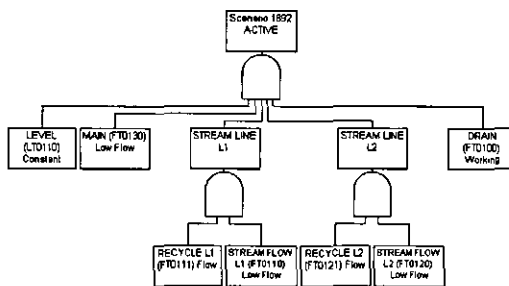 Scenario 1892
ACTIVE
LEVEL
(LT0110)
Constant
MAIN (FT0130)
Low Flow
STREAM LINE
L1
STREAM LINE
L2
DRAIN
(FT0100)
Working
RECYCLE L1
(FT0111) Flow
STREAM FLOW
L1 (FT0110)
Low Flow
RECYCLE L2
(FT0121) Flow
STREAM FLOW
L2 (FT0120)
Low Flow